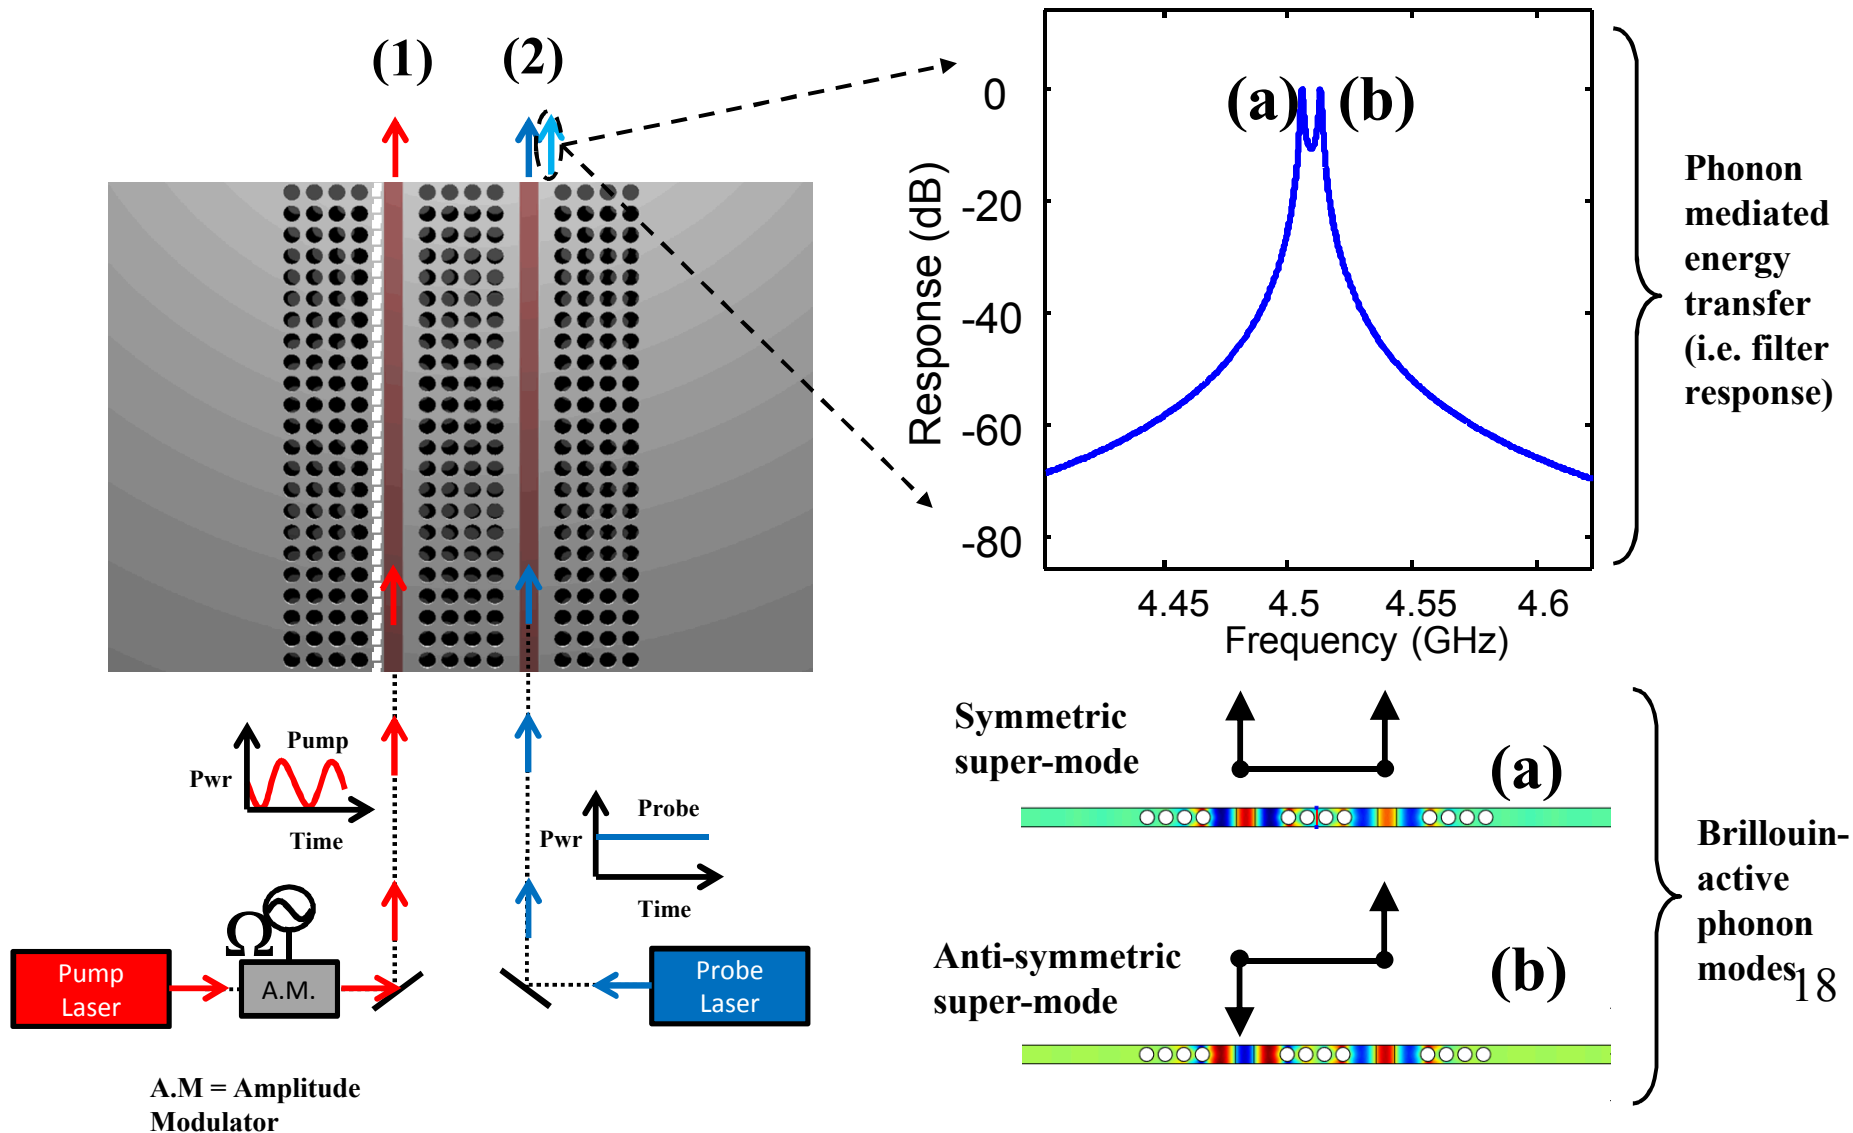 (1)
(2)
(a)
(b)
0
-20
-40
-60
-80
Response (dB)
4.45
4.5
4.55
4.6
Frequency (GHz)
Phonon
mediated
energy
transfer
(i.e. filter
response)
Pwr
Pump
Time
Pwr
Probe
Time
Ω
Pump
Laser
A.M.
Probe
Laser
A.M = Amplitude
Modulator
Symmetric
super-mode
(a)
Anti-symmetric
super-mode
(b)
Brillouin-
active
phonon
modes
18